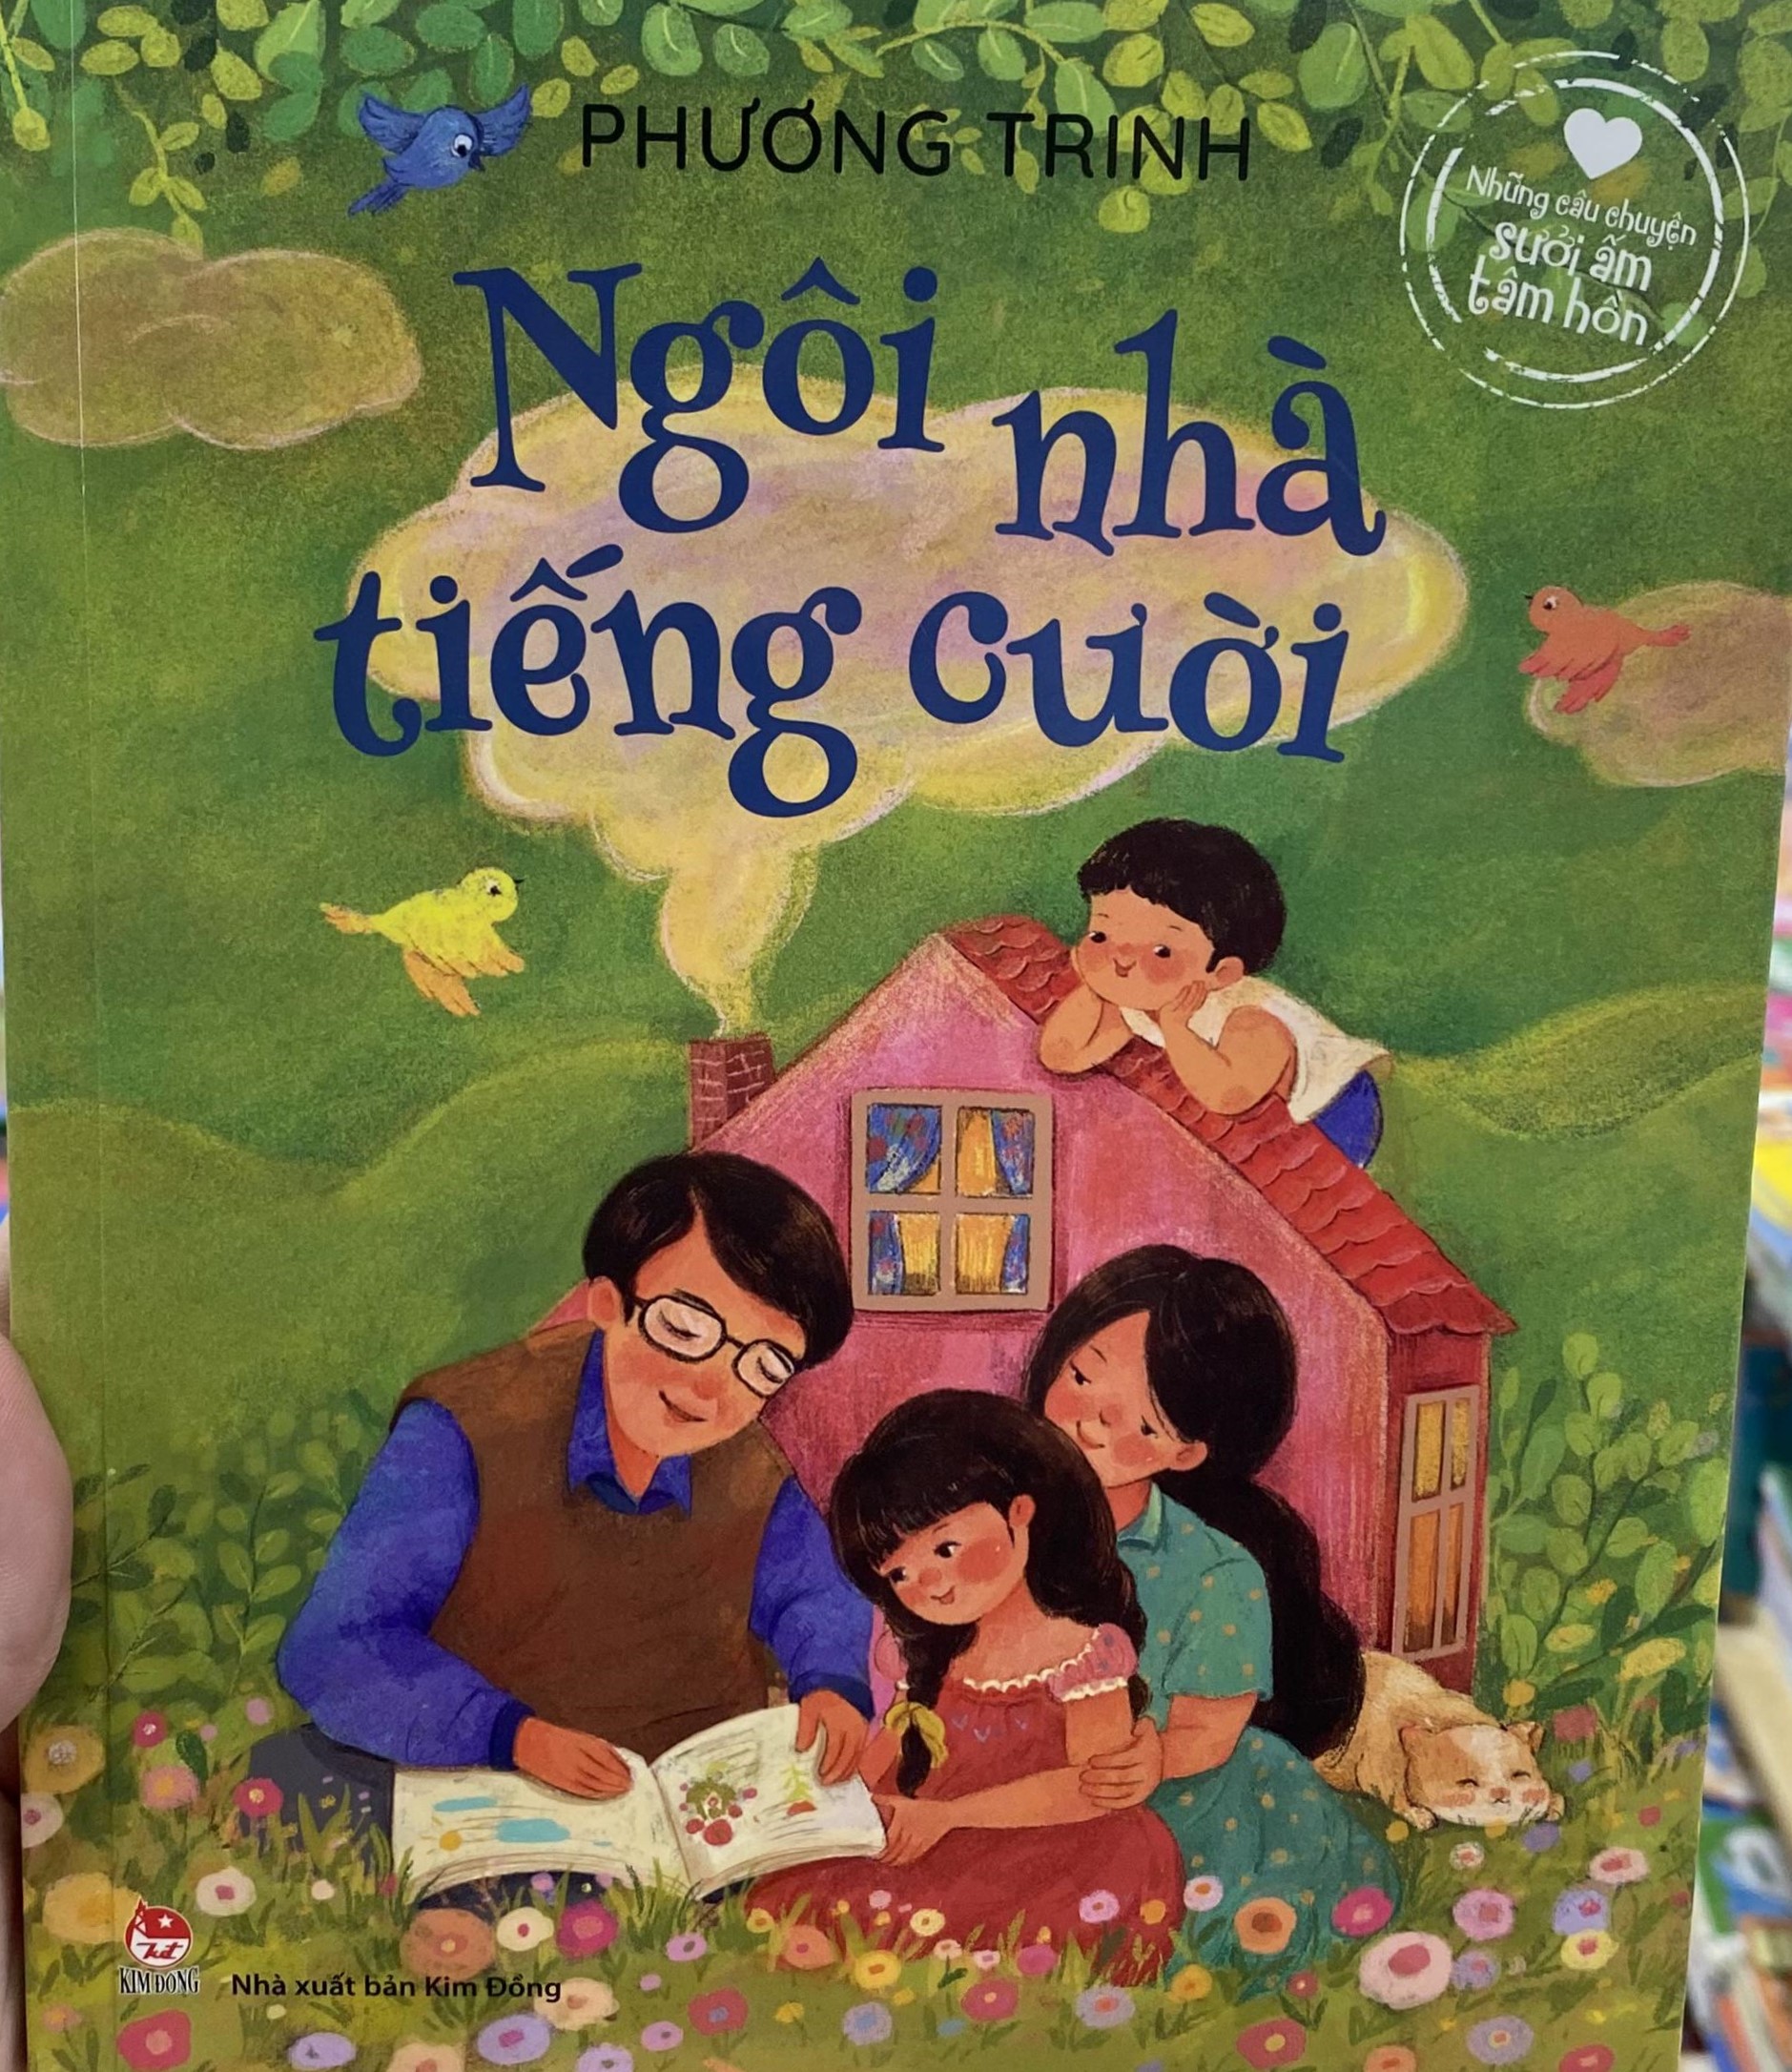 PHƯƠNG TRINH
Những câu chuyện
sưởi ấm
tâm hồn
Ngôi nhà
tiếng cười
KIM ĐỒNG
Nhà xuất bản Kim Đồng